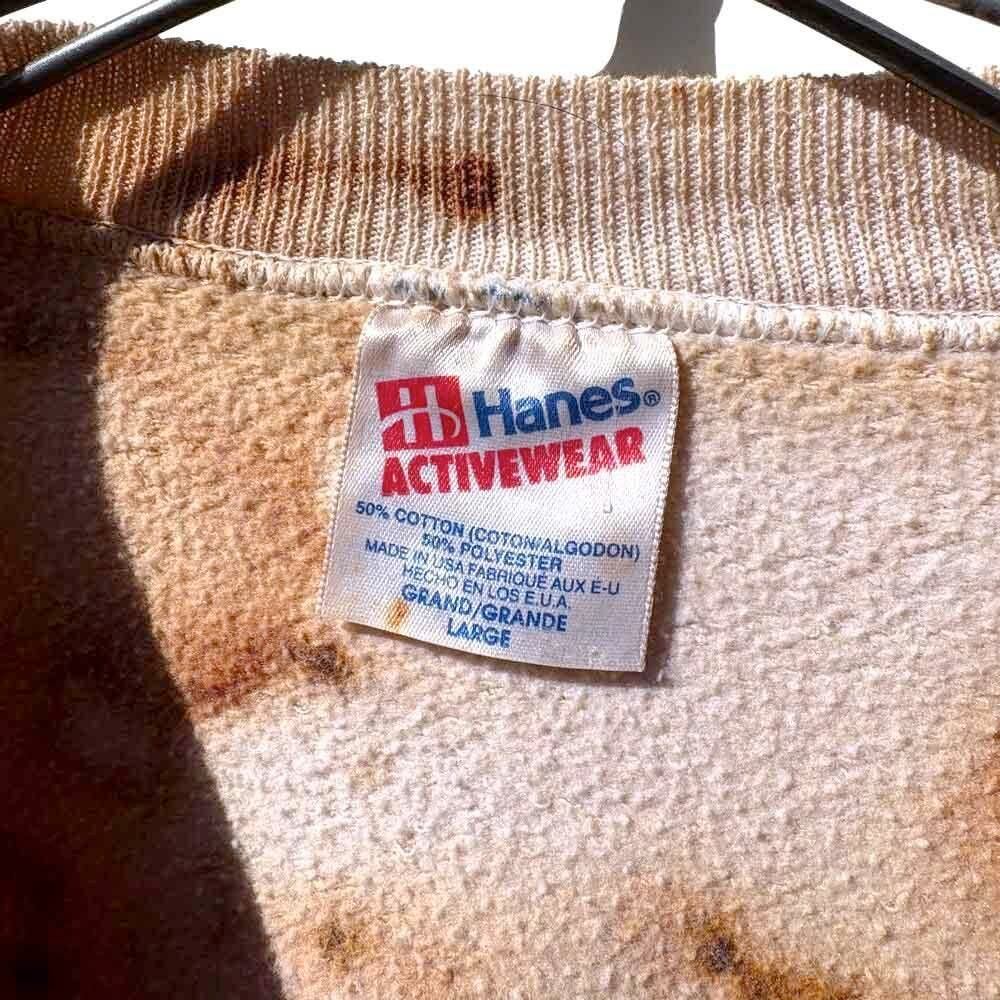 Hanes®
ACTIVEWEAR
50% COTTON (COTON/ALGODON)
50% POLYESTER
MADE IN USA FABRIQUE AUX E-U
HECHO EN LOS E.U.A.
GRAND/GRANDE
LARGE